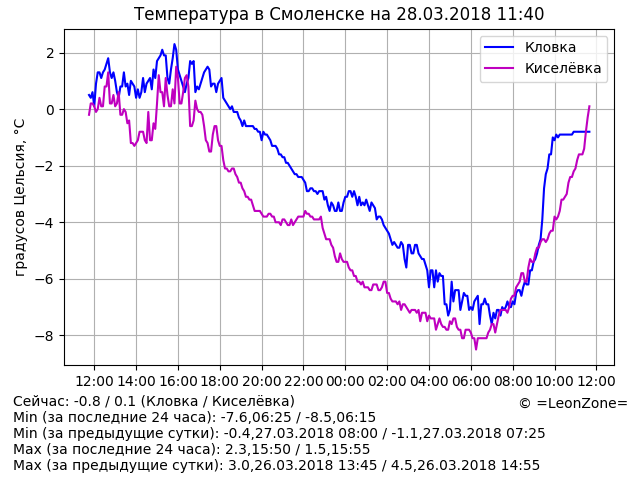 Температура в Смоленске на 28.03.2018 11:40
градусов Цельсия, °C
2
0
−2
−4
−6
−8
Кловка
Киселёвка
12:00 14:00 16:00 18:00 20:00 22:00 00:00 02:00 04:00 06:00 08:00 10:00 12:00
Сейчас: -0.8 / 0.1 (Кловка / Киселёвка)
© =LeonZone=
Min (за последние 24 часа): -7.6,06:25 / -8.5,06:15
Min (за предыдущие сутки): -0.4,27.03.2018 08:00 / -1.1,27.03.2018 07:25
Max (за последние 24 часа): 2.3,15:50 / 1.5,15:55
Max (за предыдущие сутки): 3.0,26.03.2018 13:45 / 4.5,26.03.2018 14:55